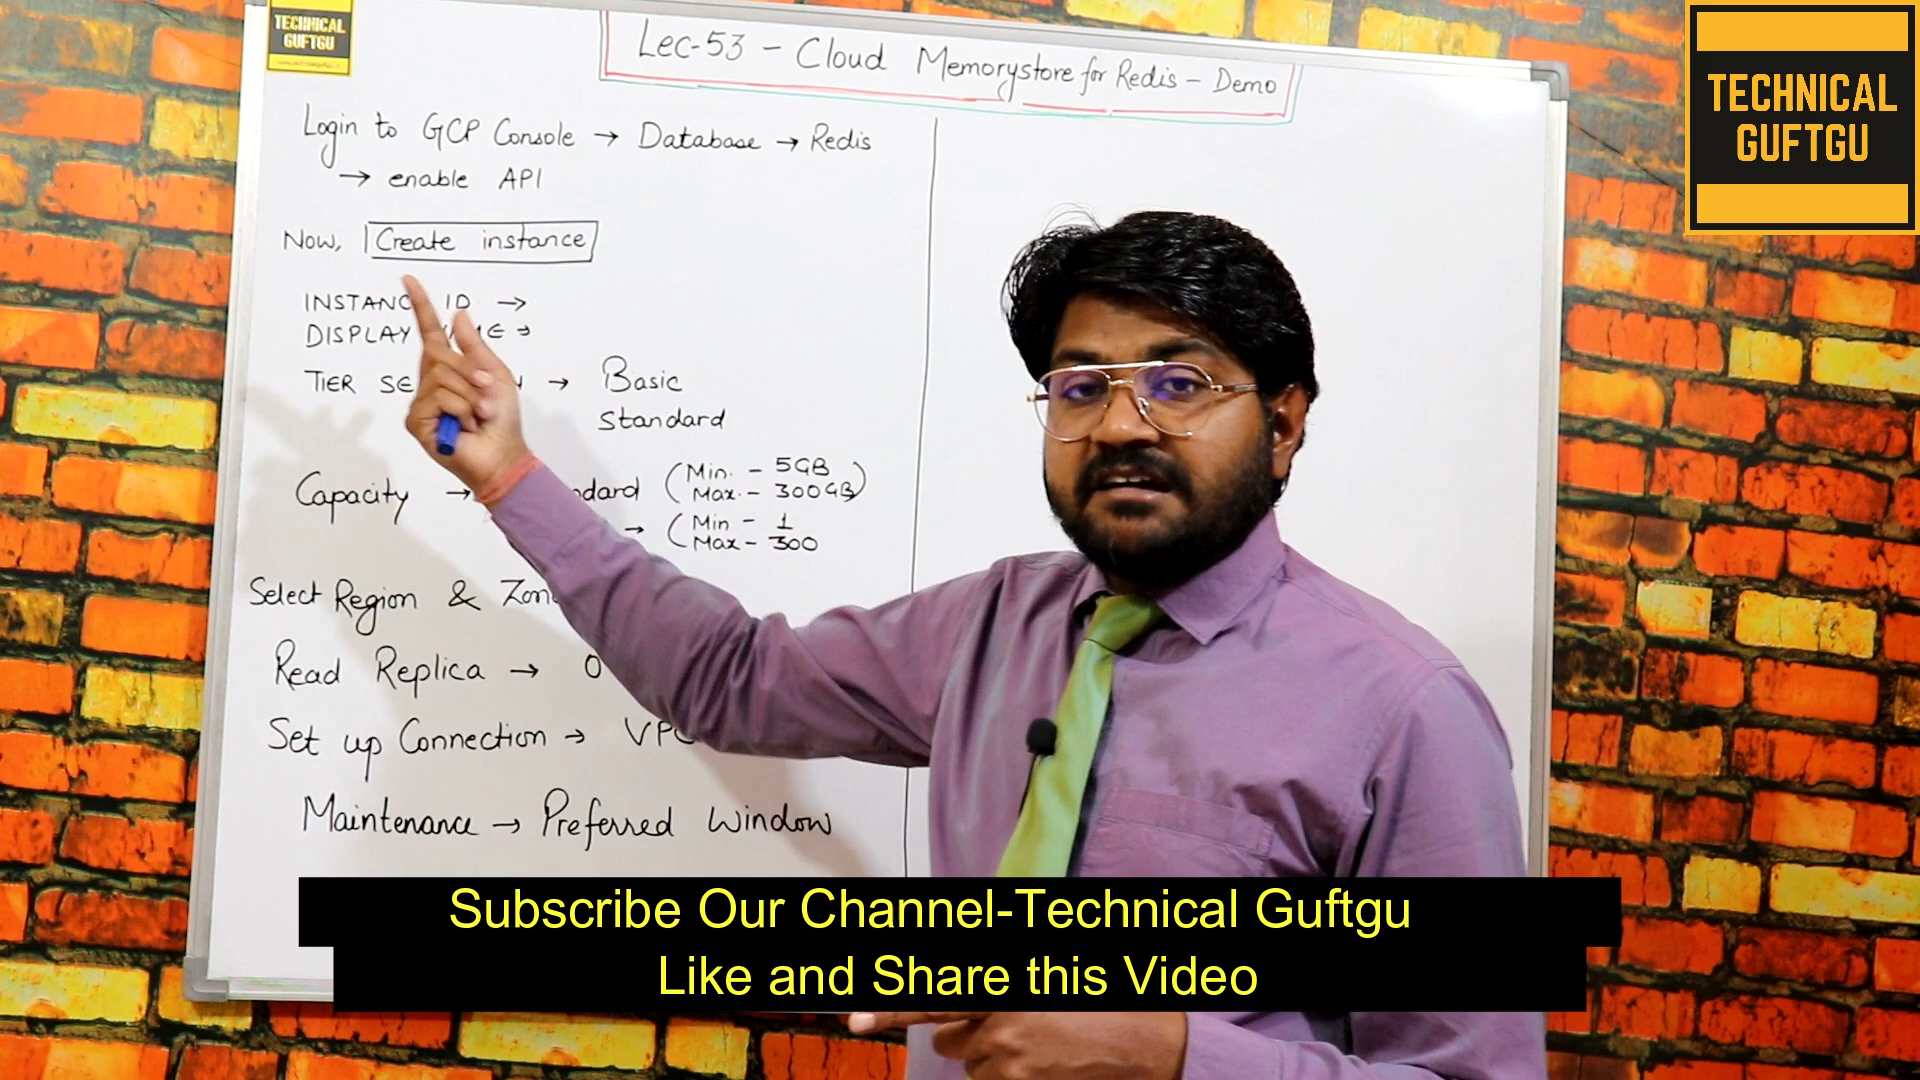 TECHNICAL
GUFTGU
Lec-53 - Cloud Memorystore for Redis - Demo
TECHNICAL
GUFTGU
Login to GCP Console → Database → Redis
→ enable API
Now, Create instance
INSTANC ID →
DISPLAY →
TIER SE → Basic
Standard
Capacity → dard (Min. - 5GB
Max. - 300GB)
→ (Min - 1
Max - 300
Select Region & Zon
Read Replica → 0
Set up Connection → VPC
Maintenance → Preferred Window
Subscribe Our Channel-Technical Guftgu
Like and Share this Video